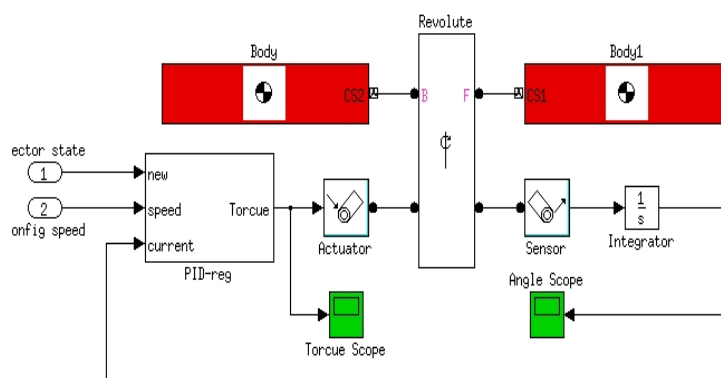 Revolute
Body
Body1
CS2
B
F
CS1
ector state
1
new
2
speed
Torcue
onfig speed
current
PID-reg
Actuator
Sensor
1
s
Integrator
Angle Scope
Torcue Scope